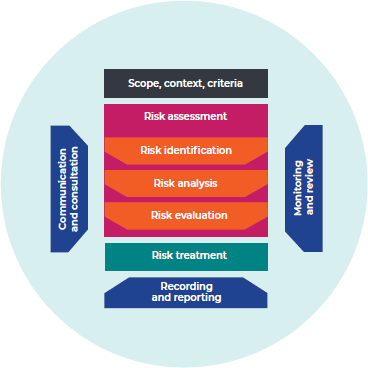 Scope, context, criteria
Risk assessment
Risk identification
Risk analysis
Risk evaluation
Risk treatment
Recording
and reporting
Communication
and consultation
Monitoring
and review